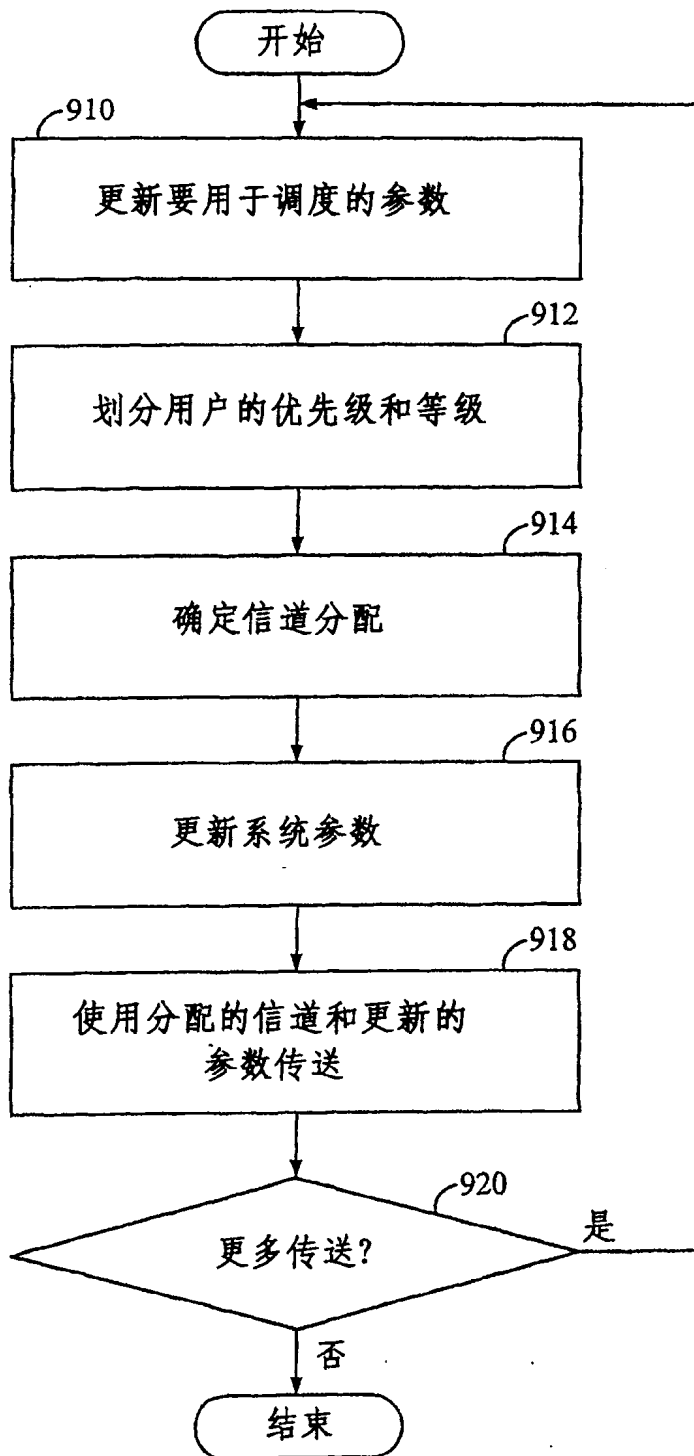 开始
910
更新要用于调度的参数
912
划分用户的优先级和等级
914
确定信道分配
916
更新系统参数
918
使用分配的信道和更新的
参数传送
920
更多传送?
是
否
结束